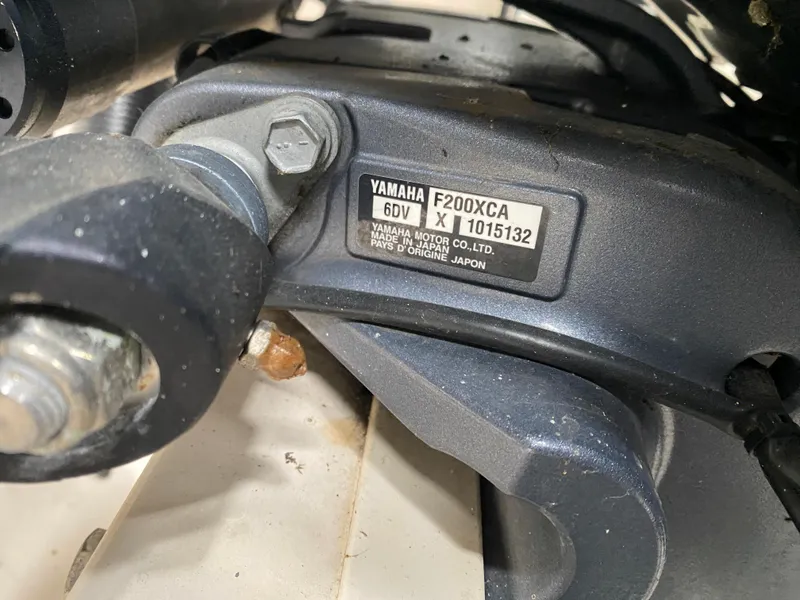 YAMAHA F200XCA
6DV X 1015132
YAMAHA MOTOR CO.,LTD.
MADE IN JAPAN
PAYS D'ORIGINE JAPON